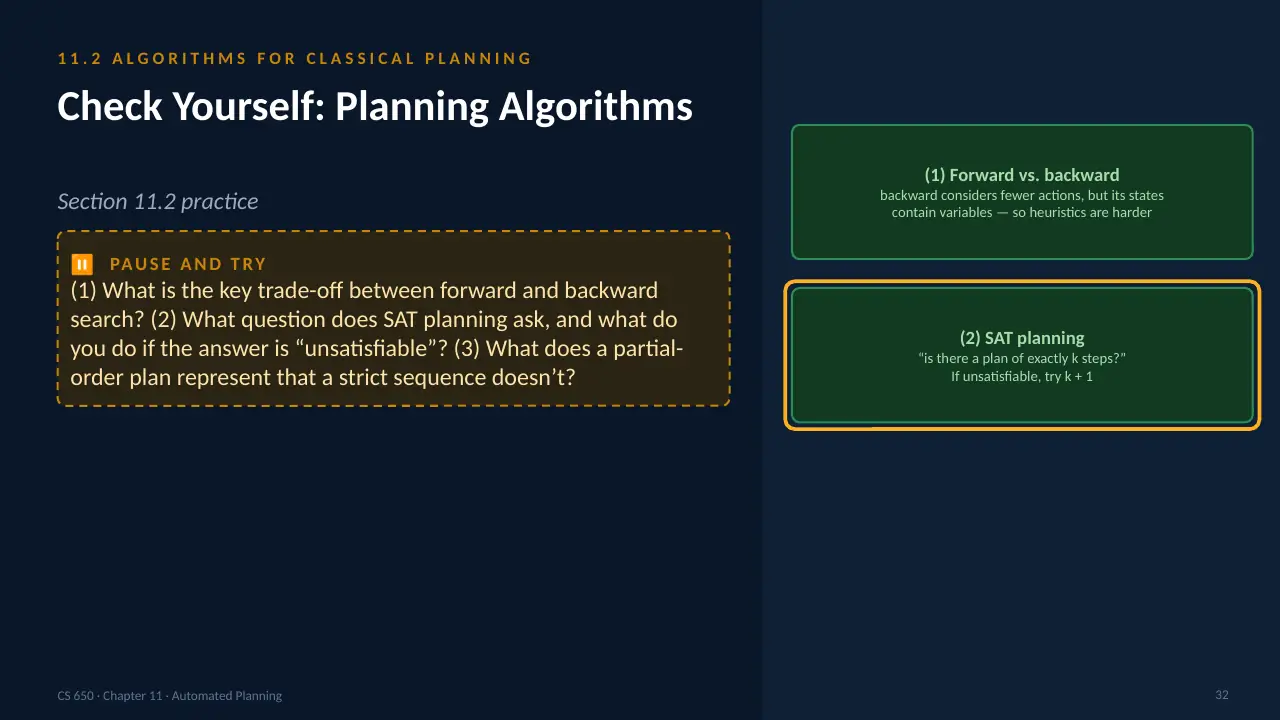 11.2 ALGORITHMS FOR CLASSICAL PLANNING
Check Yourself: Planning Algorithms
Section 11.2 practice
PAUSE AND TRY
(1) What is the key trade-off between forward and backward
search? (2) What question does SAT planning ask, and what do
you do if the answer is “unsatisfiable”? (3) What does a partial-
order plan represent that a strict sequence doesn’t?
(1) Forward vs. backward
backward considers fewer actions, but its states
contain variables — so heuristics are harder
(2) SAT planning
“is there a plan of exactly k steps?”
If unsatisfiable, try k + 1
CS 650 · Chapter 11 · Automated Planning
32